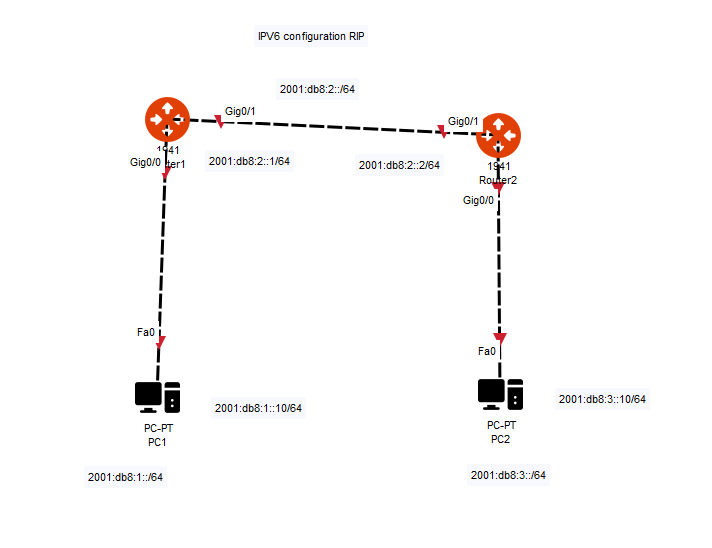 IPV6 configuration RIP
2001:db8:2::/64
Gig0/1
Gig0/1
1941
ter1
Gig0/0
2001:db8:2::1/64
2001:db8:2::2/64
1941
Router2
Gig0/0
Fa0
Fa0
PC-PT
PC1
2001:db8:1::10/64
PC-PT
PC2
2001:db8:3::10/64
2001:db8:1::/64
2001:db8:3::/64